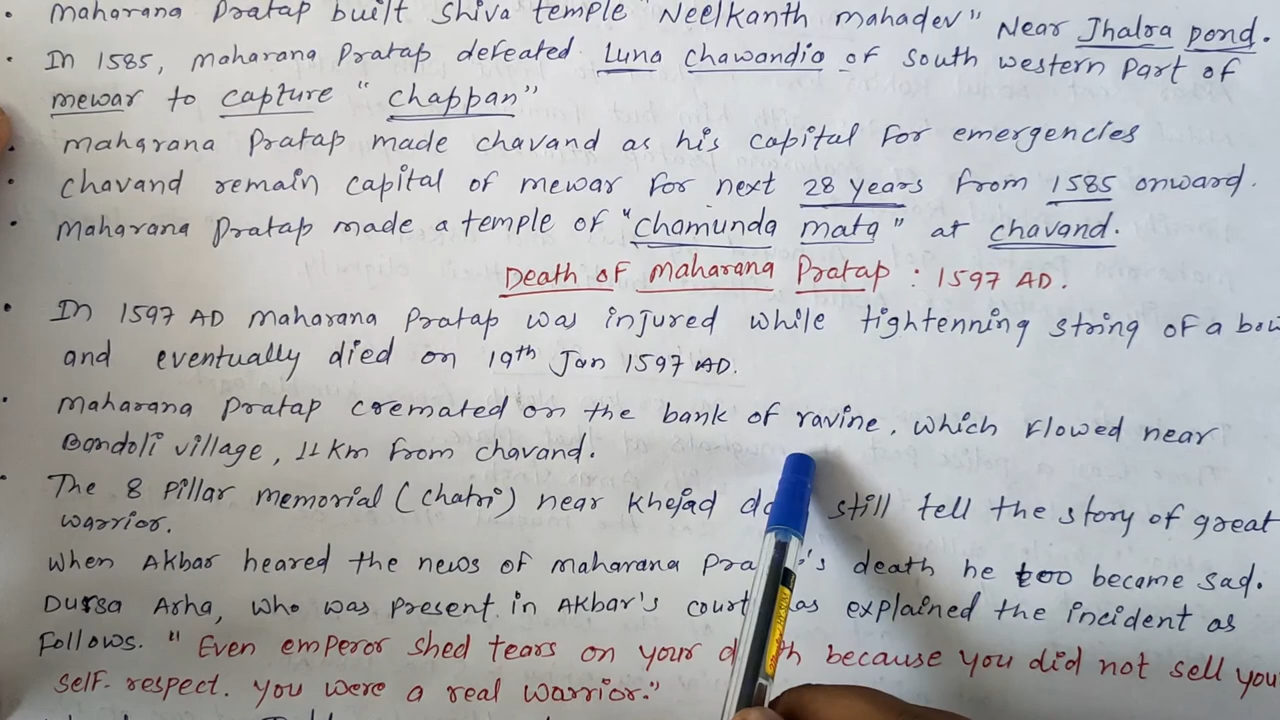 • Maharana Pratap built Shiva temple "Neelkanth mahadev" Near Jhalra pond.
• In 1585, maharana Pratap defeated Luna Chawandia of South western Part of
mewar to capture "chappan"
• maharana Pratap made chavand as his capital for emergencies
• chavand remain capital of mewar for next 28 years from 1585 onward.
• maharana Pratap made a temple of "Chamunda mata" at chavand.
Death of maharana Pratap : 1597 AD.
• In 1597 AD maharana Pratap was injured while tightenning string of a
and eventually died on 19th Jan 1597 AD.
• maharana Pratap cremated on the bank of ravine, which flowed near
Bandoli village, 11 Km from chavand.
• The 8 Pillar memorial (chatri) near Khejad still tell the story of great
warrior.
When Akbar heared the news of maharana death he too became sad.
Dursa Arha, who was present in Akbar's court explained the incident as
follows. "Even emperor shed tears on your because you did not sell
self-respect. you were a real warrior."